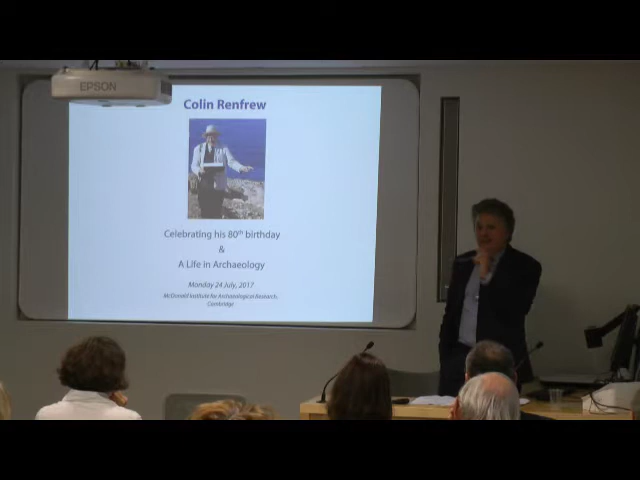 EPSON
Colin Renfrew
Celebrating his 80th birthday
&
A Life in Archaeology
Monday 24 July, 2017
McDonald Institute for Archaeological Research,
Cambridge